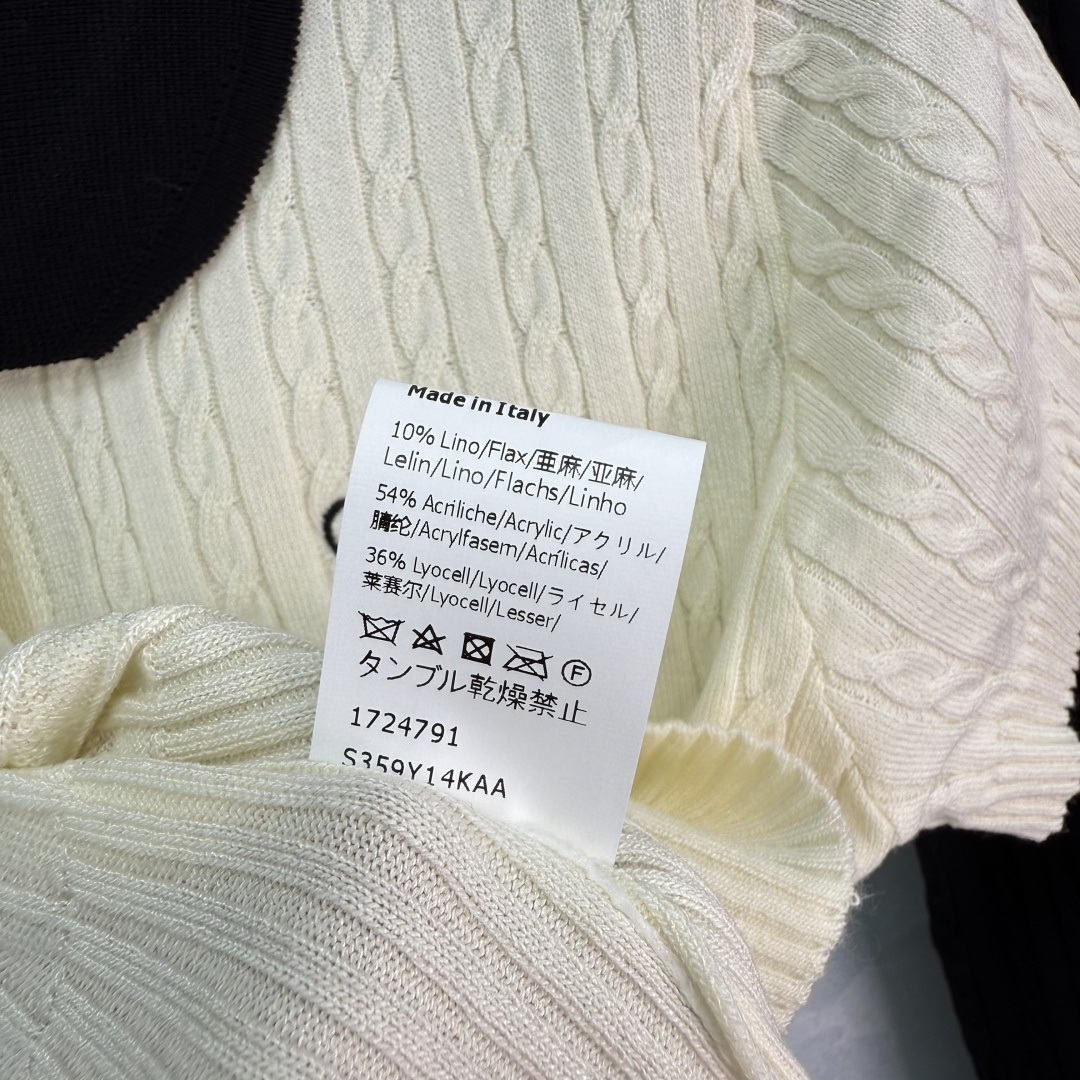 Made in Italy
10% Lino/Flax/亜麻/亚麻/
Lelin/Lino/Flachs/Linho
54% Acriliche/Acrylic/アクリル/
腈纶/Acrylfasern/Acrílicas/
36% Lyocell/Lyocell/ライセル/
莱赛尔/Lyocell/Lesser/
F
タンブル乾燥禁止
1724791
S359Y14KAA